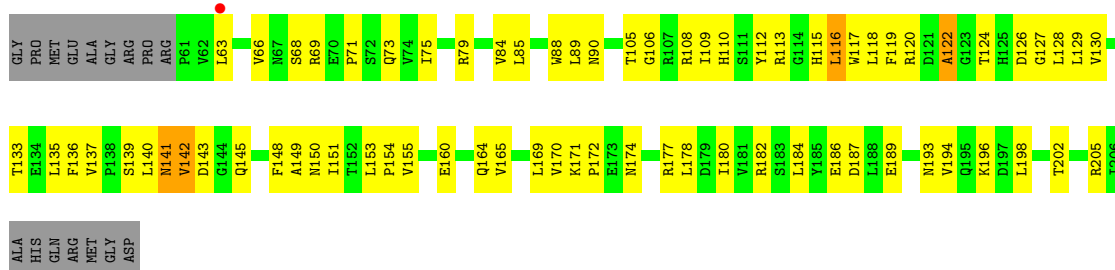 GLY PRO MET GLU ALA GLY ARG PRO ARG P61 V62 L63 V66 N67 S68 R69 E70 P71 S72 Q73 V74 I75 R79 V84 L85 W88 L89 N90 T105 G106 R107 R108 I109 H110 S111 Y112 R113 G114 H115 L116 W117 L118 F119 R120 D121 A122 G123 T124 H125 D126 G127 L128 L129 V130
T133 E134 L135 F136 V137 P138 S139 L140 N141 V142 D143 G144 Q145 F148 A149 N150 I151 T152 L153 P154 V155 E160 Q164 V165 L169 V170 K171 P172 E173 N174 R177 L178 D179 I180 V181 R182 S183 L184 Y185 E186 D187 L188 E189 N193 V194 Q195 K196 D197 L198 T202 R205
ALA HIS GLN ARG MET GLY ASP